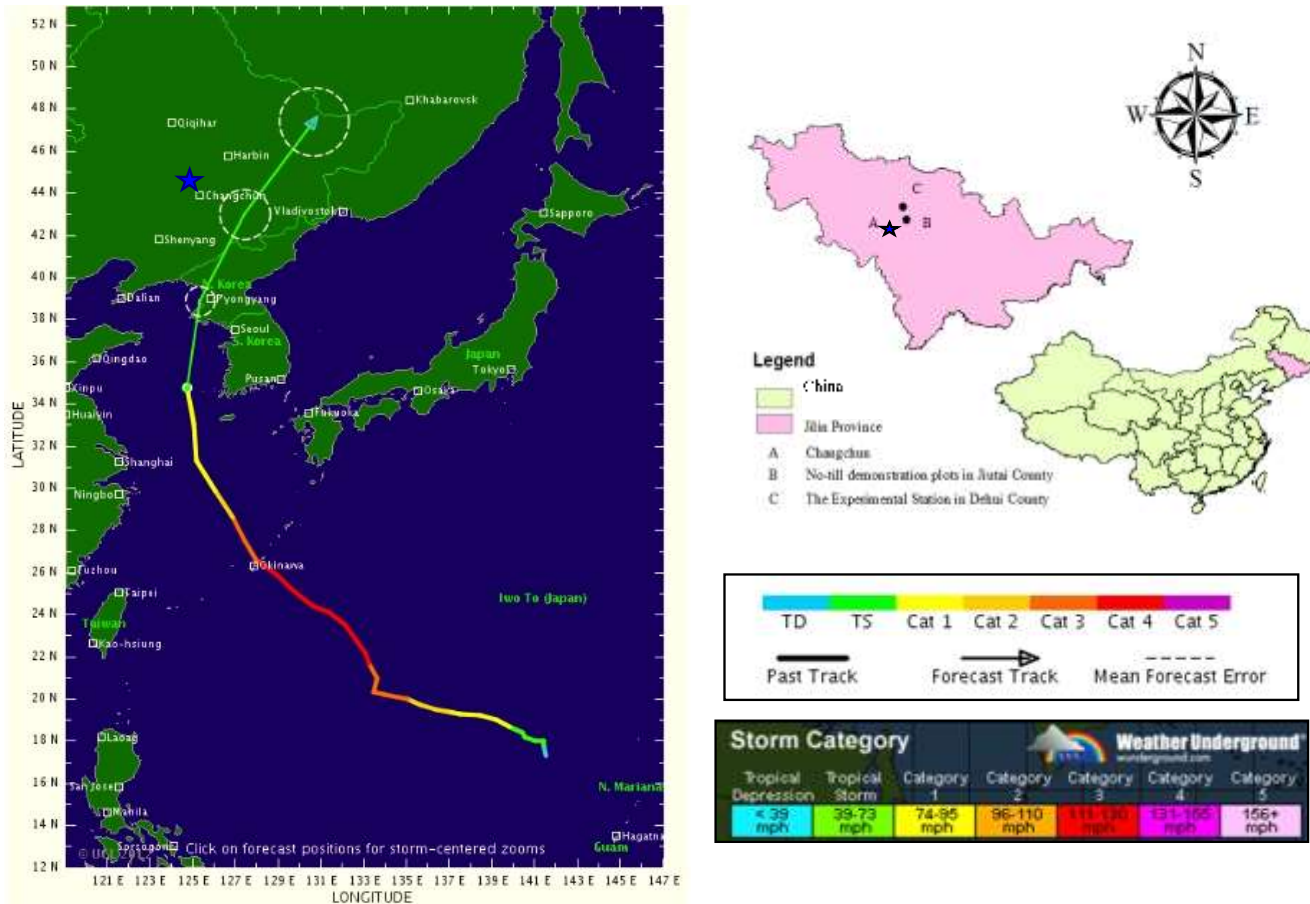 52 N
50 N
48 N
46 N
44 N
42 N
40 N
38 N
36 N
34 N
32 N
30 N
28 N
26 N
24 N
22 N
20 N
18 N
16 N
14 N
12 N
LATITUDE
Khabarovsk
Qiqihar
Harbin
Changchun
Vladivostok
Sapporo
Shenyang
N. Korea
Dalian
Pyongyang
Seoul
S. Korea
Qingdao
Japan
Tokyo
Xinpu
Pusan
Osaka
Huaiyin
Fukuoka
Shanghai
Ningbo
Okinawa
Fuzhou
Taipei
Iwo To (Japan)
Taiwan
Kao-hsiung
Laoag
San Jose
N. Mariana
Manila
Hagatna
Sorsogon
Guam
Click on forecast positions for storm-centered zooms
121 E 123 E 125 E 127E 129 E 131 E 133 E 135 E 137 E 139 E 141 E 143 E 145 E 147 E
LONGITUDE
N
W E
S
C
A B
Legend
China
Jilin Province
A Changchun
B No-till demonstration plots in Jiutai County
C The Experimental Station in Dehui County
TD TS Cat 1 Cat 2 Cat 3 Cat 4 Cat 5
Past Track Forecast Track Mean Forecast Error
Storm Category
Weather Underground®
wunderground.com
Tropical Depression
Tropical Storm
Category 1
Category 2
Category 3
Category 4
Category 5
< 39 mph
39-73 mph
74-95 mph
96-110 mph
111-130 mph
131-155 mph
156+ mph